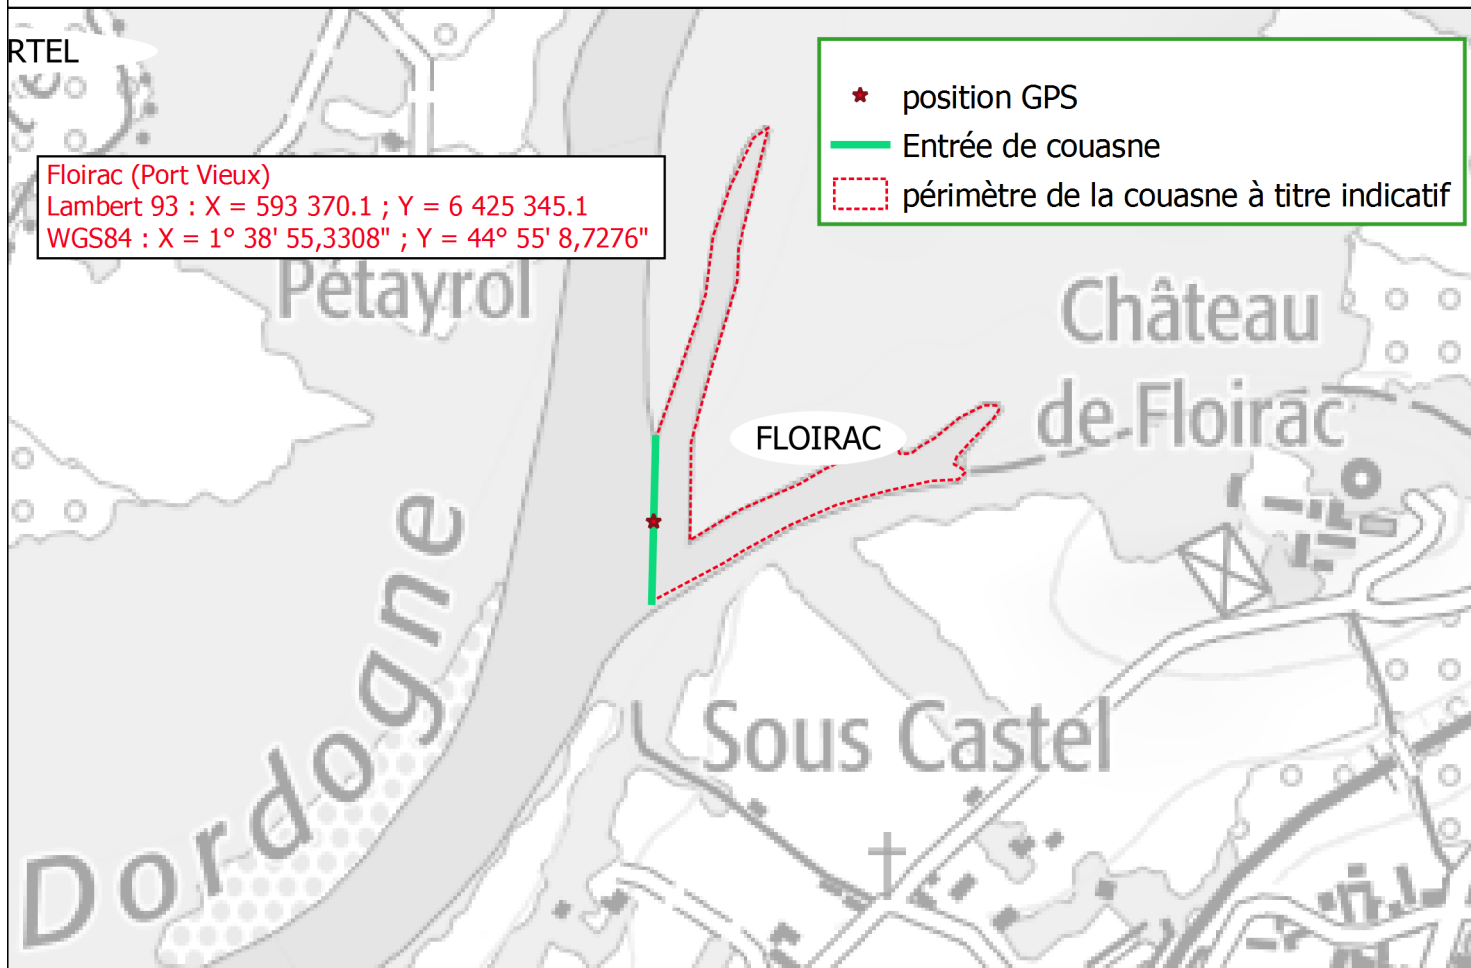 RTEL
position GPS
Entrée de couasne
périmètre de la couasne à titre indicatif
Floirac (Port Vieux)
Lambert 93 : X = 593 370.1 ; Y = 6 425 345.1
WGS84 : X = 1° 38' 55,3308" ; Y = 44° 55' 8,7276"
Pétayrol
Château
de Floirac
FLOIRAC
Dordogne
Sous Castel